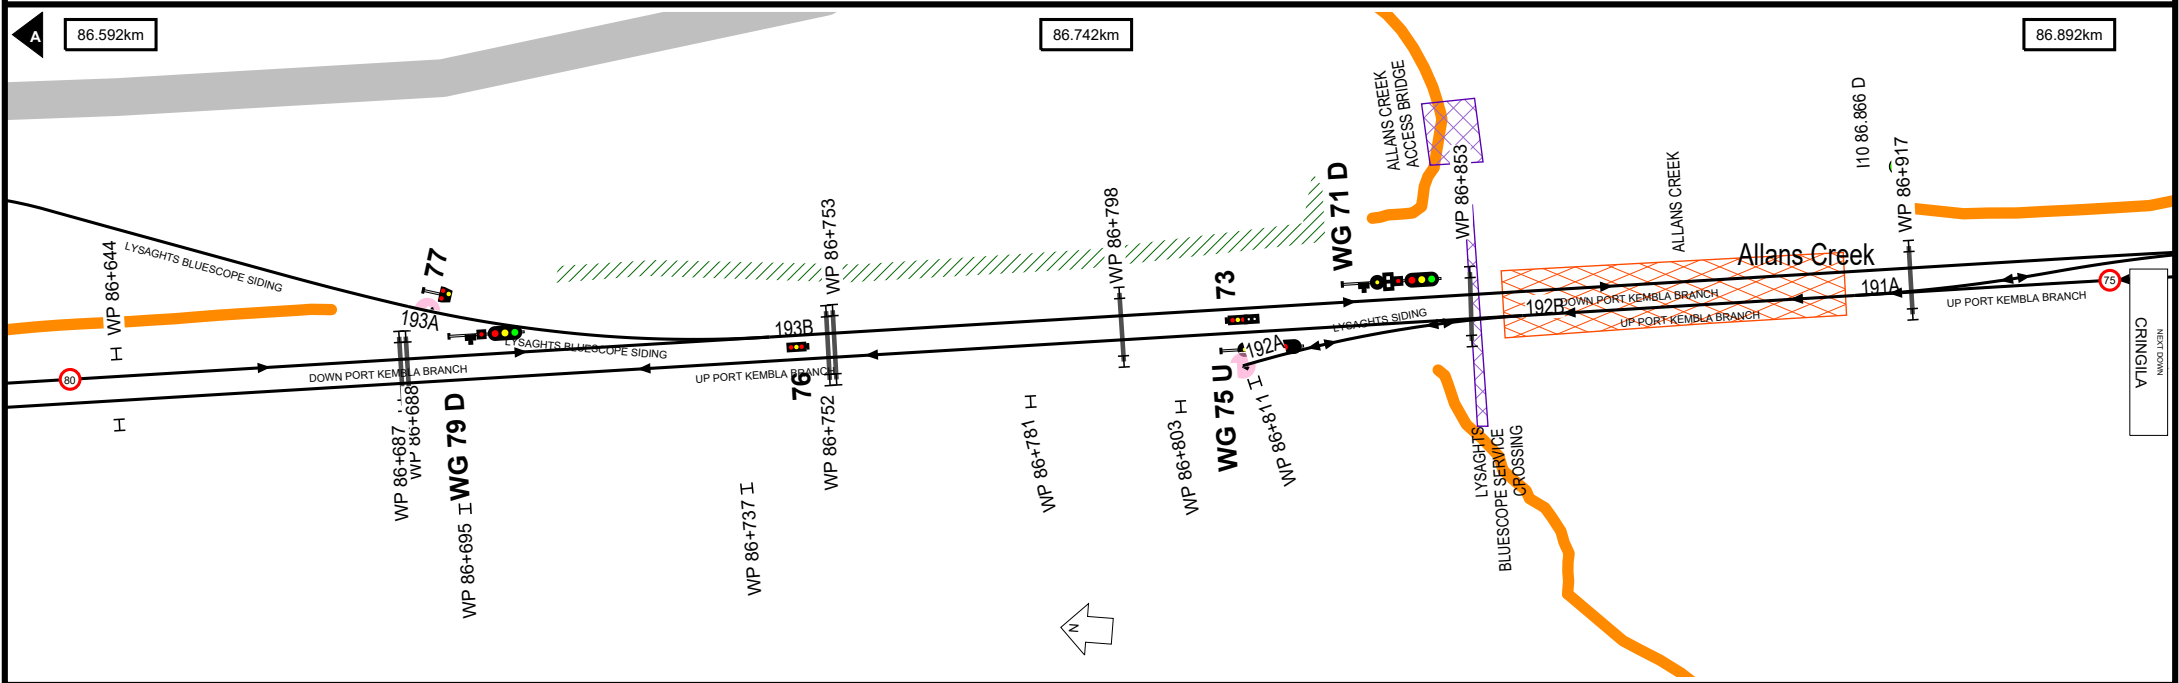 A
86.592km
86.742km
86.892km
ALLANS CREEK
ACCESS BRIDGE
I10 86.866 D
WP 86+644
LYSAGHTS BLUESCOPE SIDING
77
WP 86+753
WP 86+798
73
WG 71 D
WP 86+853
ALLANS CREEK
WP 86+917
Allans Creek
193A
LYSAGHTS BLUESCOPE SIDING
193B
LYSAGHTS SIDING
192B
DOWN PORT KEMBLA BRANCH
UP PORT KEMBLA BRANCH
191A
UP PORT KEMBLA BRANCH
75
80
DOWN PORT KEMBLA BRANCH
UP PORT KEMBLA BRANCH
76
192A
NEXT DOWN
CRINGILA
WP 86+687
WP 86+688
WG 79 D
WP 86+695
WP 86+737
WP 86+752
WP 86+781
WP 86+803
WG 75 U
WP 86+811
LYSAGHTS
BLUESCOPE SERVICE
CROSSING
N